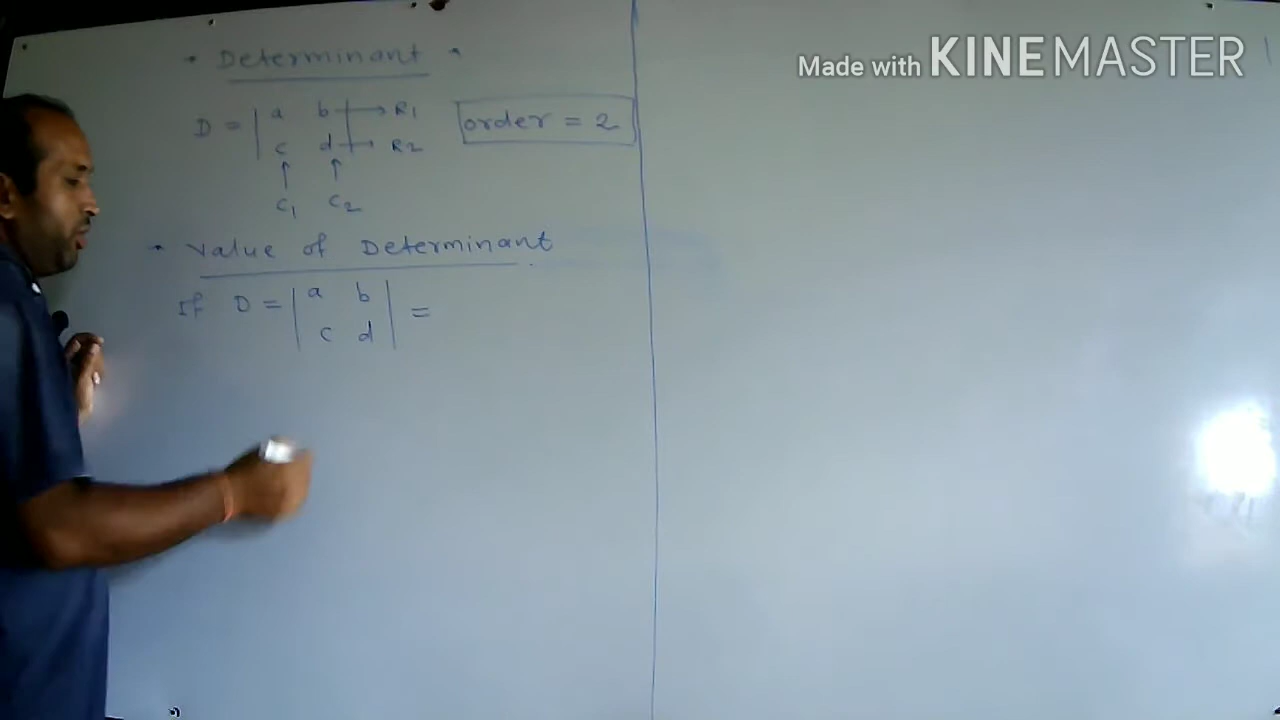 Made with KINEMASTER
• Determinant •
D = | a b | → R1
c d → R2
order = 2
↑ ↑
C1 C2
• Value of Determinant
If D = | a b | =
c d